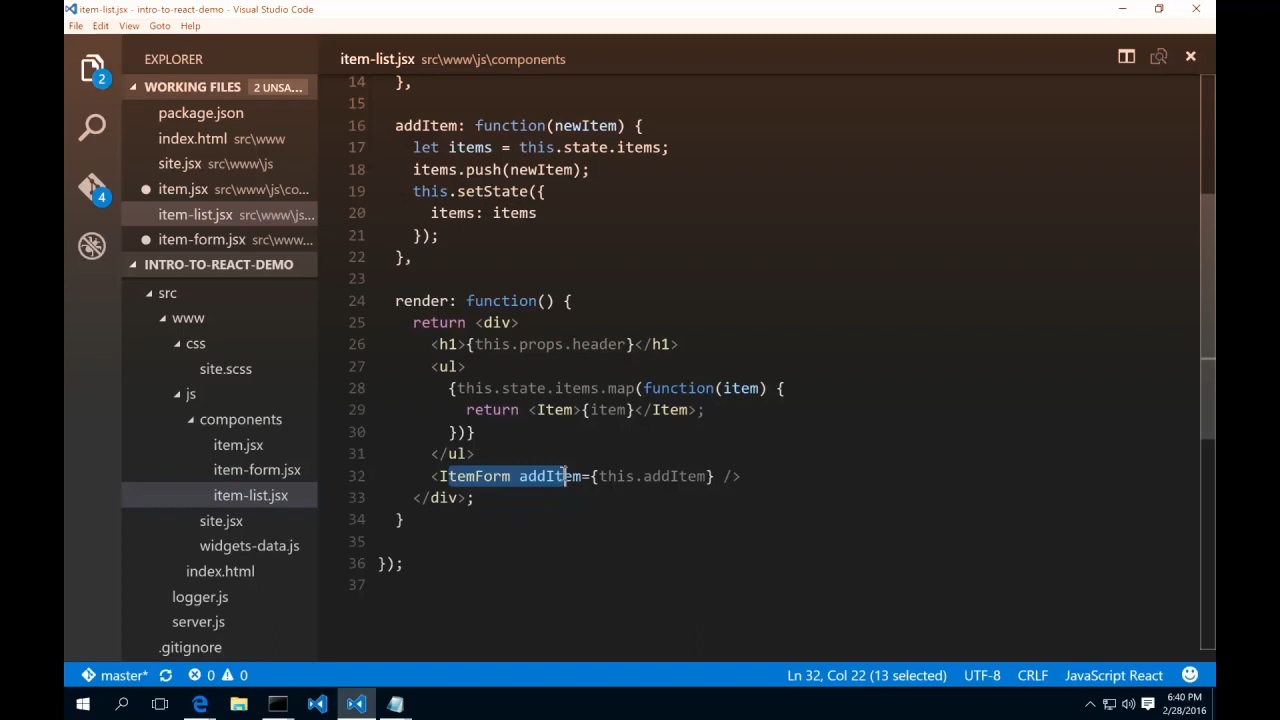 item-list.jsx - intro-to-react-demo - Visual Studio Code
File Edit View Goto Help
EXPLORER
WORKING FILES 2 UNSA...
package.json
index.html src\www
site.jsx src\www\js
item.jsx src\www\js\co...
item-list.jsx src\www\js...
item-form.jsx src\www...
INTRO-TO-REACT-DEMO
src
www
css
site.scss
js
components
item.jsx
item-form.jsx
item-list.jsx
site.jsx
widgets-data.js
index.html
logger.js
server.js
.gitignore
2
4
item-list.jsx src\www\js\components
14 },
15
16 addItem: function(newItem) {
17 let items = this.state.items;
18 items.push(newItem);
19 this.setState({
20 items: items
21 });
22 },
23
24 render: function() {
25 return <div>
26 <h1>{this.props.header}</h1>
27 <ul>
28 {this.state.items.map(function(item) {
29 return <Item>{item}</Item>;
30 })}
31 </ul>
32 <ItemForm addItem={this.addItem} />
33 </div>;
34 }
35
36 });
37
master* 0 0 Ln 32, Col 22 (13 selected) UTF-8 CRLF JavaScript React
6:40 PM
2/28/2016